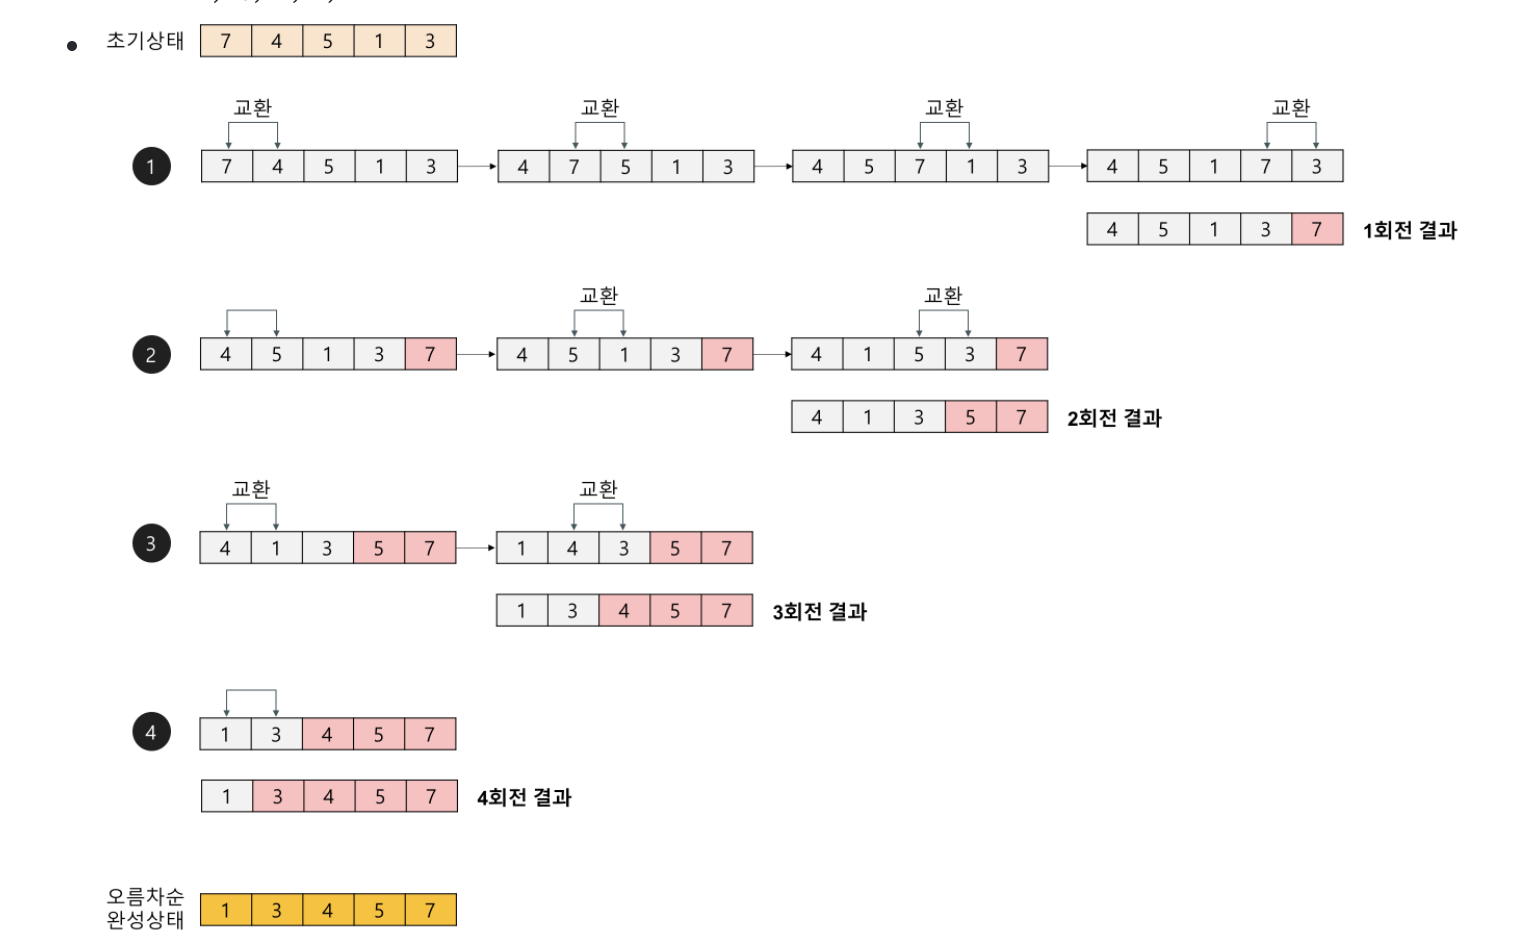 초기상태 7 4 5 1 3
교환 교환 교환 교환
1 7 4 5 1 3 4 7 5 1 3 4 5 7 1 3 4 5 1 7 3
4 5 1 3 7 1회전 결과
교환 교환
2 4 5 1 3 7 4 5 1 3 7 4 1 5 3 7
4 1 3 5 7 2회전 결과
교환 교환
3 4 1 3 5 7 1 4 3 5 7
1 3 4 5 7 3회전 결과
4 1 3 4 5 7
1 3 4 5 7 4회전 결과
오름차순
완성상태 1 3 4 5 7